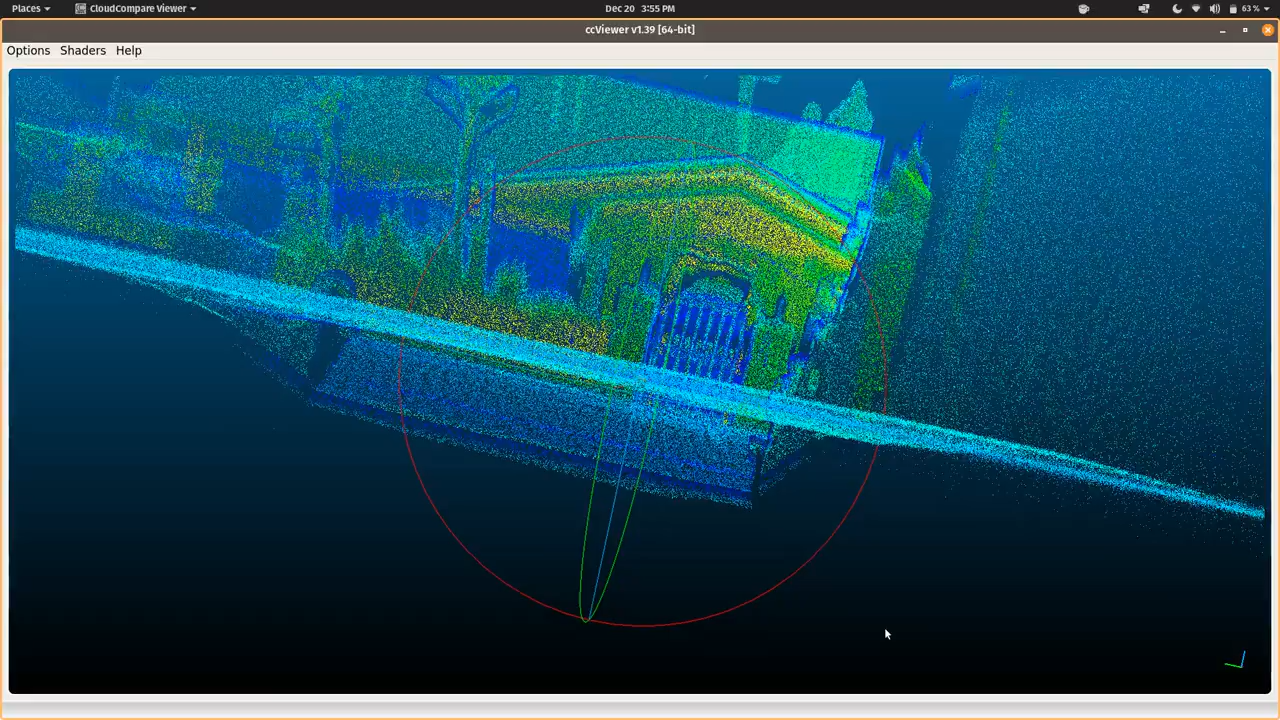 Places CloudCompare Viewer Dec 20 3:55 PM 63 %
ccViewer v1.39 [64-bit]
Options Shaders Help